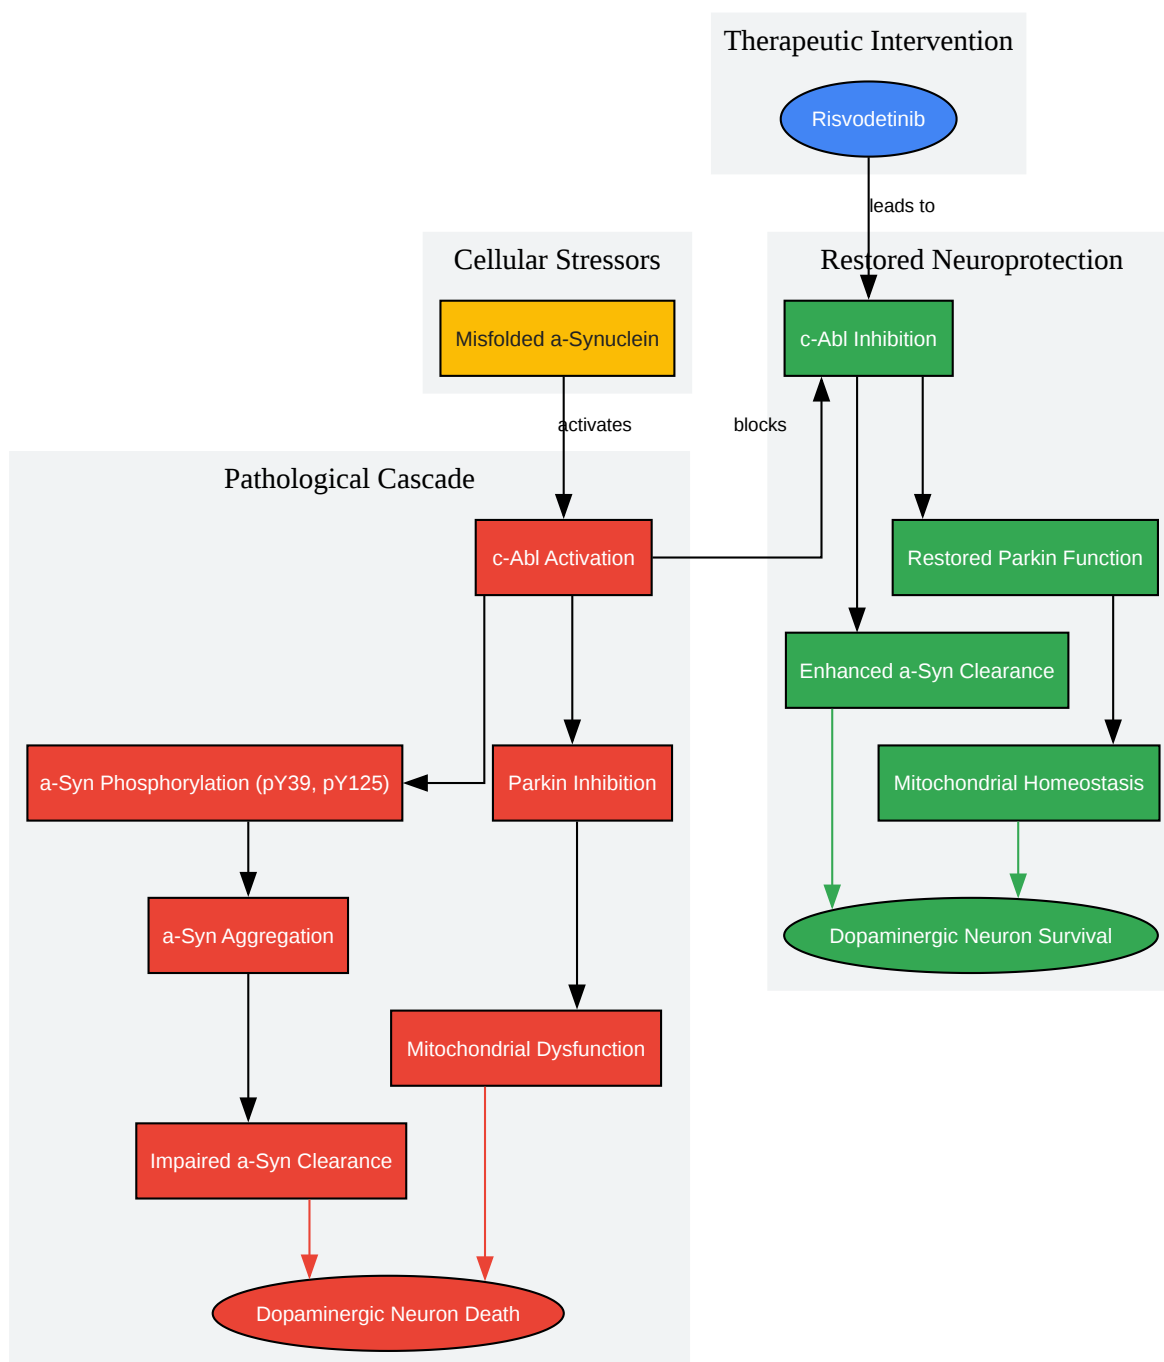 Therapeutic Intervention
Risvodetinib
leads to
Cellular Stressors
Restored Neuroprotection
Misfolded a-Synuclein
c-Abl Inhibition
activates
blocks
Pathological Cascade
c-Abl Activation
Restored Parkin Function
Enhanced a-Syn Clearance
a-Syn Phosphorylation (pY39, pY125)
Parkin Inhibition
Mitochondrial Homeostasis
a-Syn Aggregation
Dopaminergic Neuron Survival
Mitochondrial Dysfunction
Impaired a-Syn Clearance
Dopaminergic Neuron Death